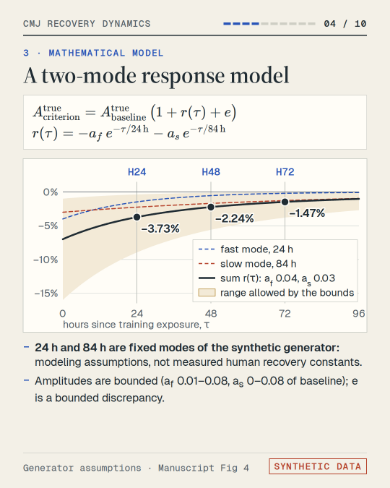 CMJ RECOVERY DYNAMICS
04 / 10
3 · MATHEMATICAL MODEL
A two-mode response model
A^true_criterion = A^true_baseline (1 + r(τ) + e)
r(τ) = −a_f e^−τ/24 h − a_s e^−τ/84 h
H24 H48 H72
0%
−5%
−10%
−15%
−3.73%
−2.24%
−1.47%
fast mode, 24 h
slow mode, 84 h
sum r(τ): a_f 0.04, a_s 0.03
range allowed by the bounds
0 24 48 72 96
hours since training exposure, τ
– 24 h and 84 h are fixed modes of the synthetic generator:
modeling assumptions, not measured human recovery constants.
– Amplitudes are bounded (a_f 0.01–0.08, a_s 0–0.08 of baseline); e
is a bounded discrepancy.
Generator assumptions · Manuscript Fig 4
SYNTHETIC DATA